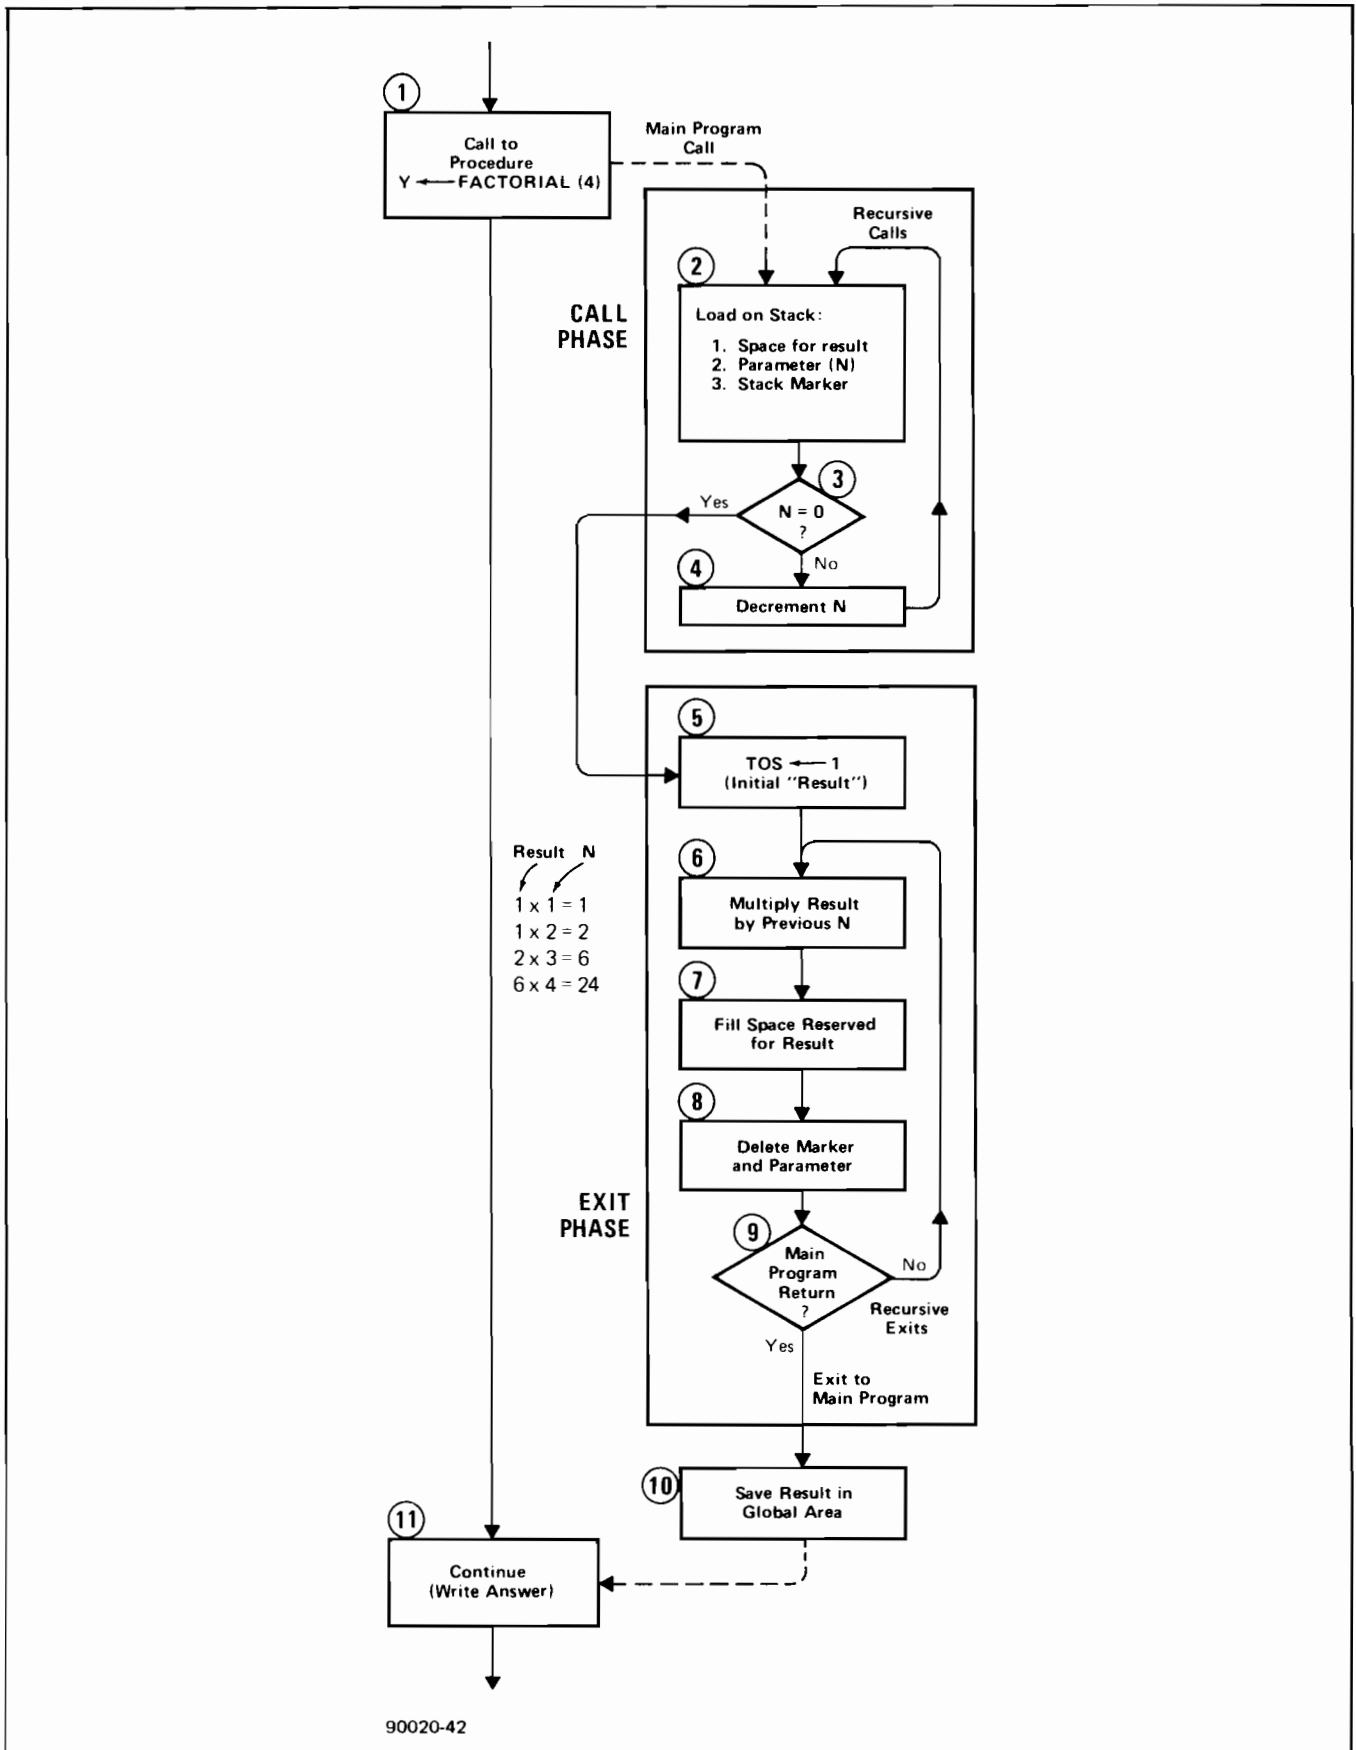 1
Call to
Procedure
Y ← FACTORIAL (4)
Main Program
Call
Recursive
Calls
2
CALL
PHASE
Load on Stack:
1. Space for result
2. Parameter (N)
3. Stack Marker
3
Yes
N = 0
?
No
4
Decrement N
5
TOS ← 1
(Initial "Result")
Result N
1 x 1 = 1
1 x 2 = 2
2 x 3 = 6
6 x 4 = 24
6
Multiply Result
by Previous N
7
Fill Space Reserved
for Result
8
Delete Marker
and Parameter
EXIT
PHASE
9
Main
Program
Return
?
No
Recursive
Exits
Yes
Exit to
Main Program
10
Save Result in
Global Area
11
Continue
(Write Answer)
90020-42